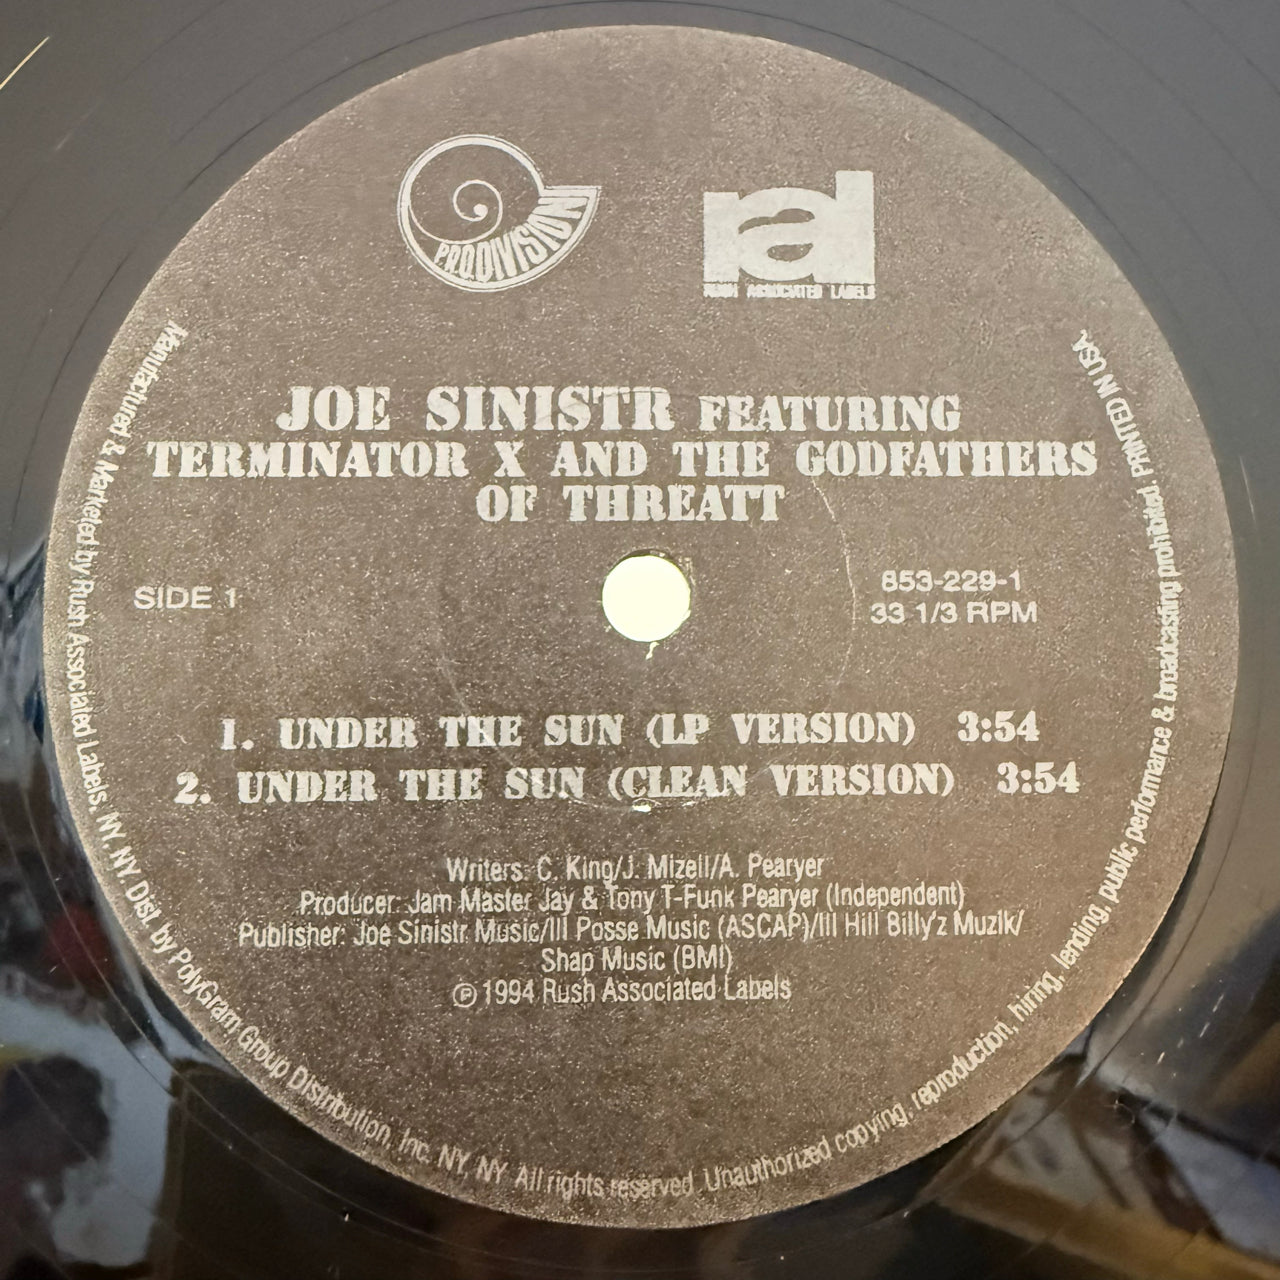 P.R.O.DIVISION
ral
RUSH ASSOCIATED LABELS
JOE SINISTR FEATURING
TERMINATOR X AND THE GODFATHERS
OF THREATT
SIDE 1
853-229-1
33 1/3 RPM
1. UNDER THE SUN (LP VERSION) 3:54
2. UNDER THE SUN (CLEAN VERSION) 3:54
Writers: C. King/J. Mizell/A. Pearyer
Producer: Jam Master Jay & Tony T-Funk Pearyer (Independent)
Publisher: Joe Sinistr Music/Ill Posse Music (ASCAP)/Ill Hill Billy'z Muzik/
Shap Music (BMI)
℗ 1994 Rush Associated Labels
Manufactured & Marketed by Rush Associated Labels, NY, NY. Dist. by PolyGram Group Distribution, Inc. NY, NY All rights reserved. Unauthorized copying, reproduction, hiring, lending, public performance & broadcasting prohibited. PRINTED IN USA.